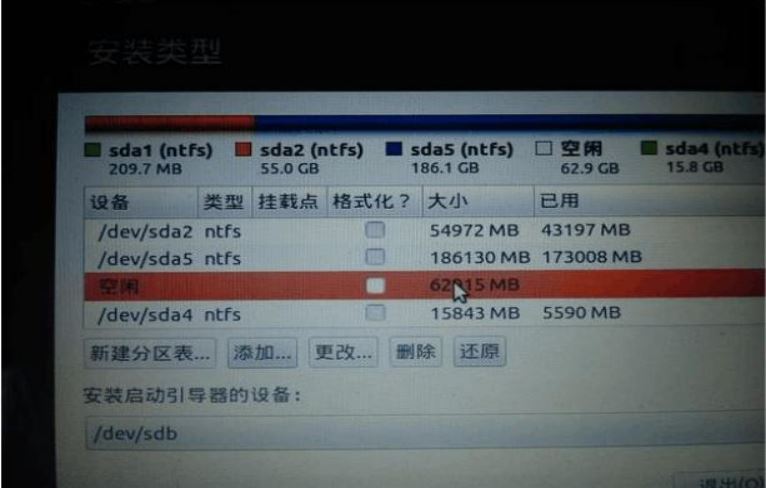 安装类型
sda1 (ntfs) sda2 (ntfs) sda5 (ntfs) 空闲 sda4 (ntfs)
209.7 MB 55.0 GB 186.1 GB 62.9 GB 15.8 GB
设备 类型 挂载点 格式化？ 大小 已用
/dev/sda2 ntfs 54972 MB 43197 MB
/dev/sda5 ntfs 186130 MB 173008 MB
空闲 MB
/dev/sda4 ntfs 15843 MB 5590 MB
新建分区表... 添加... 更改... 删除 还原
安装启动引导器的设备：
/dev/sdb
退出(Q)